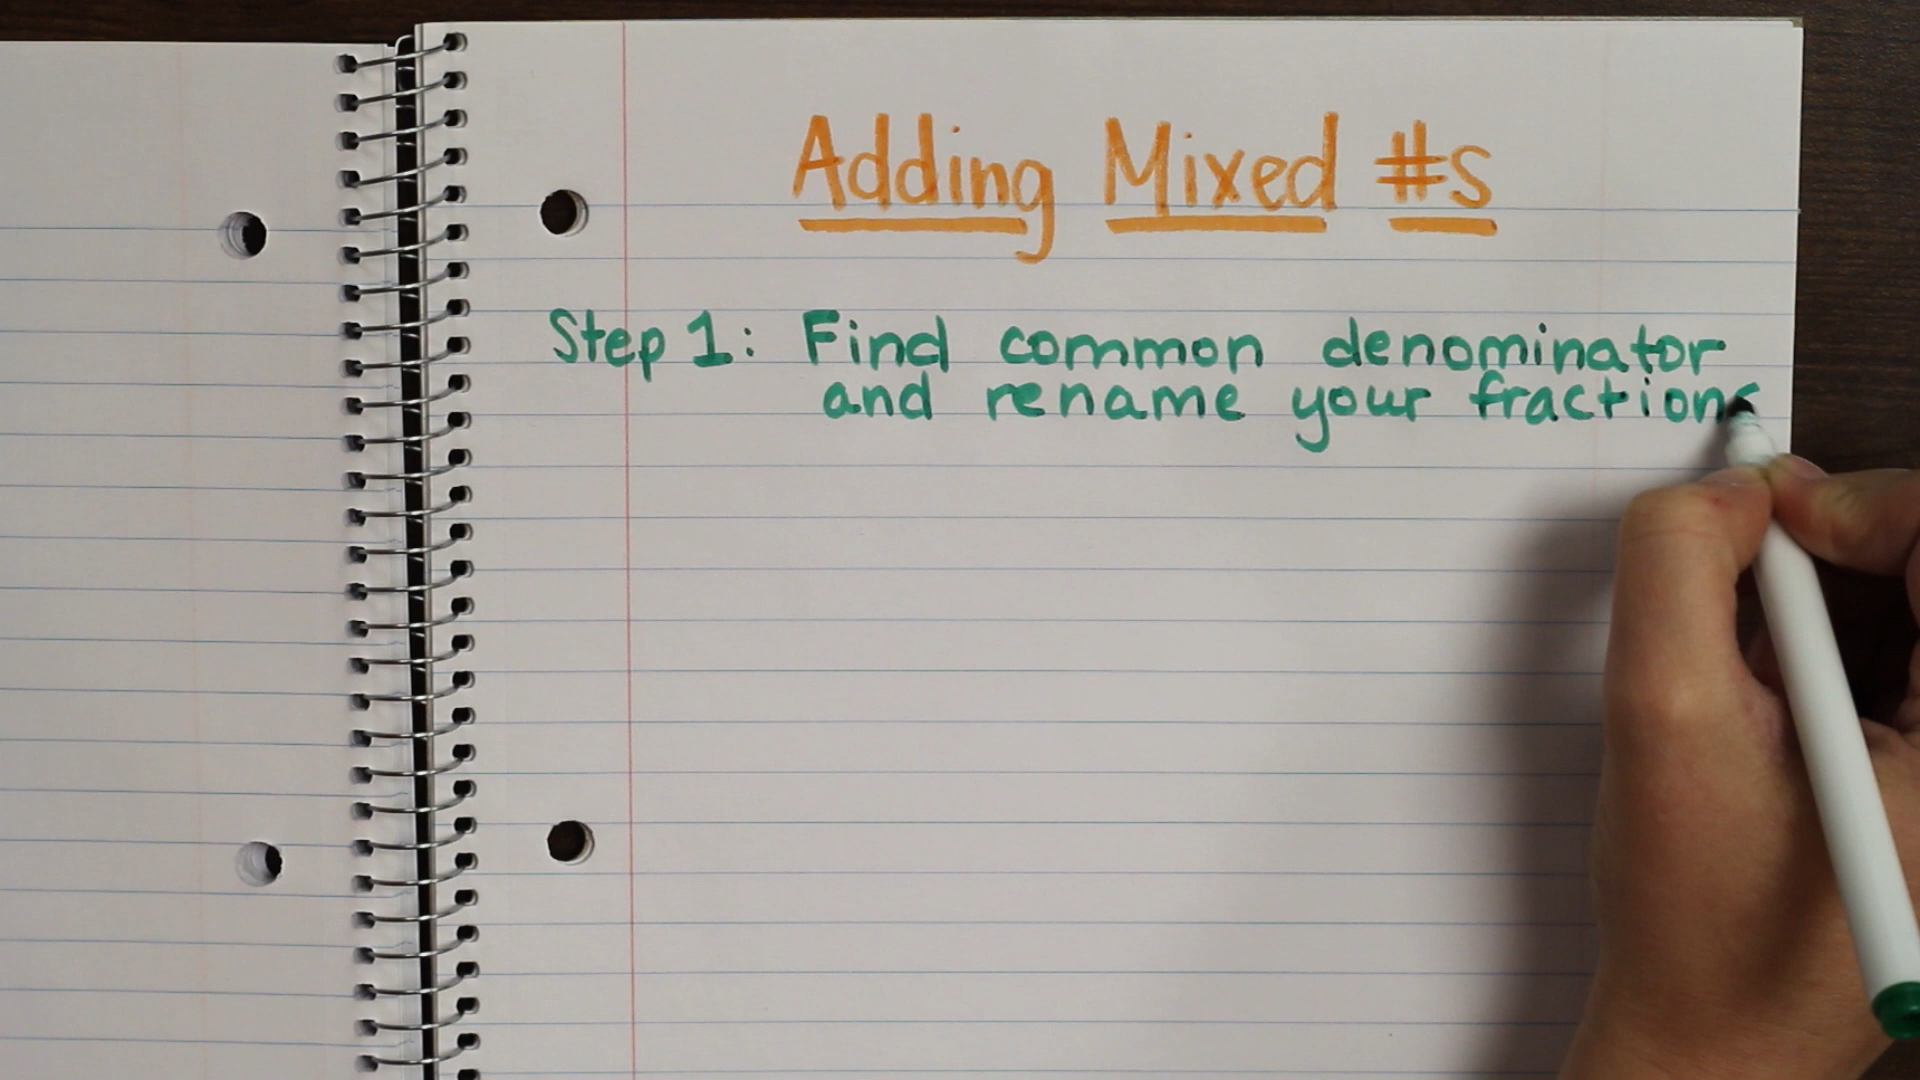 Adding Mixed #s
Step 1: Find common denominator
and rename your fractions